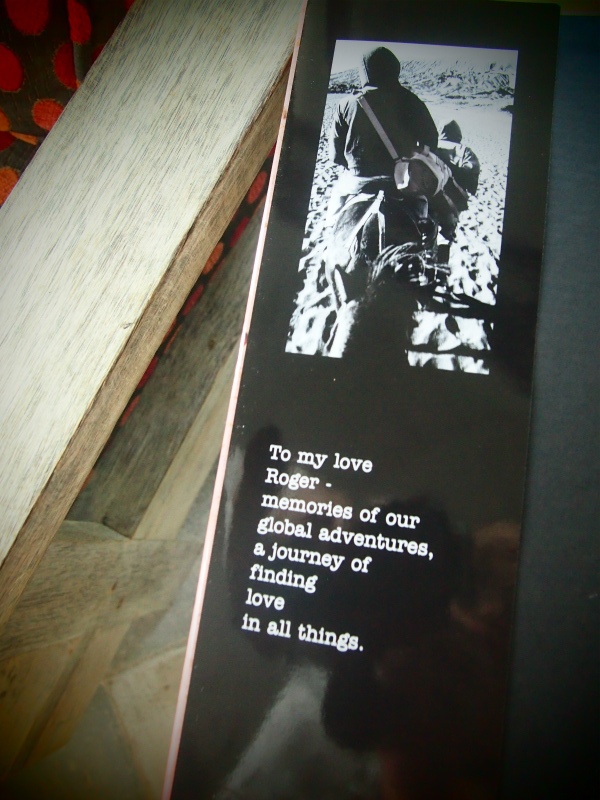 To my love
Roger -
memories of our
global adventures,
a journey of
finding
love
in all things.